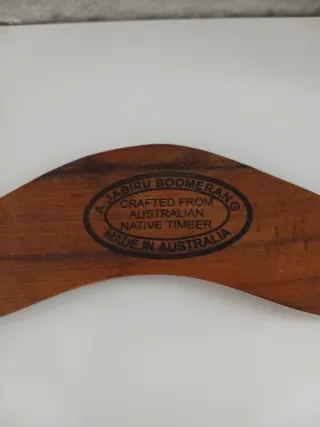 A JABIRU BOOMERANG
CRAFTED FROM
AUSTRALIAN
NATIVE TIMBER
MADE IN AUSTRALIA